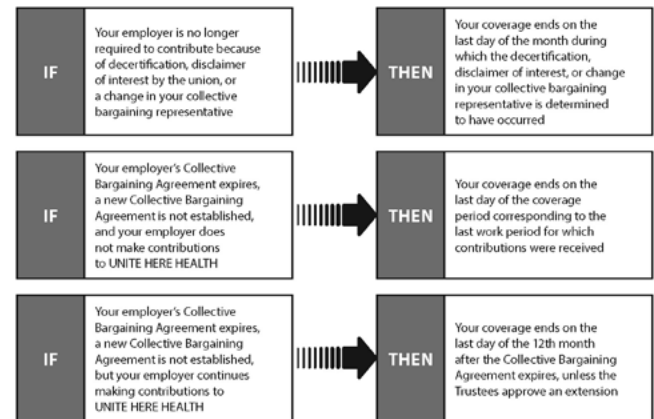 IF
Your employer is no longer
required to contribute because
of decertification, disclaimer
of interest by the union, or
a change in your collective
bargaining representative
THEN
Your coverage ends on the
last day of the month during
which the decertification,
disclaimer of interest, or change
in your collective bargaining
representative is determined
to have occurred
IF
Your employer's Collective
Bargaining Agreement expires,
a new Collective Bargaining
Agreement is not established,
and your employer does
not make contributions
to UNITE HERE HEALTH
THEN
Your coverage ends on the
last day of the coverage
period corresponding to the
last work period for which
contributions were received
IF
Your employer's Collective
Bargaining Agreement expires,
a new Collective Bargaining
Agreement is not established,
but your employer continues
making contributions to
UNITE HERE HEALTH
THEN
Your coverage ends on the
last day of the 12th month
after the Collective Bargaining
Agreement expires, unless the
Trustees approve an extension